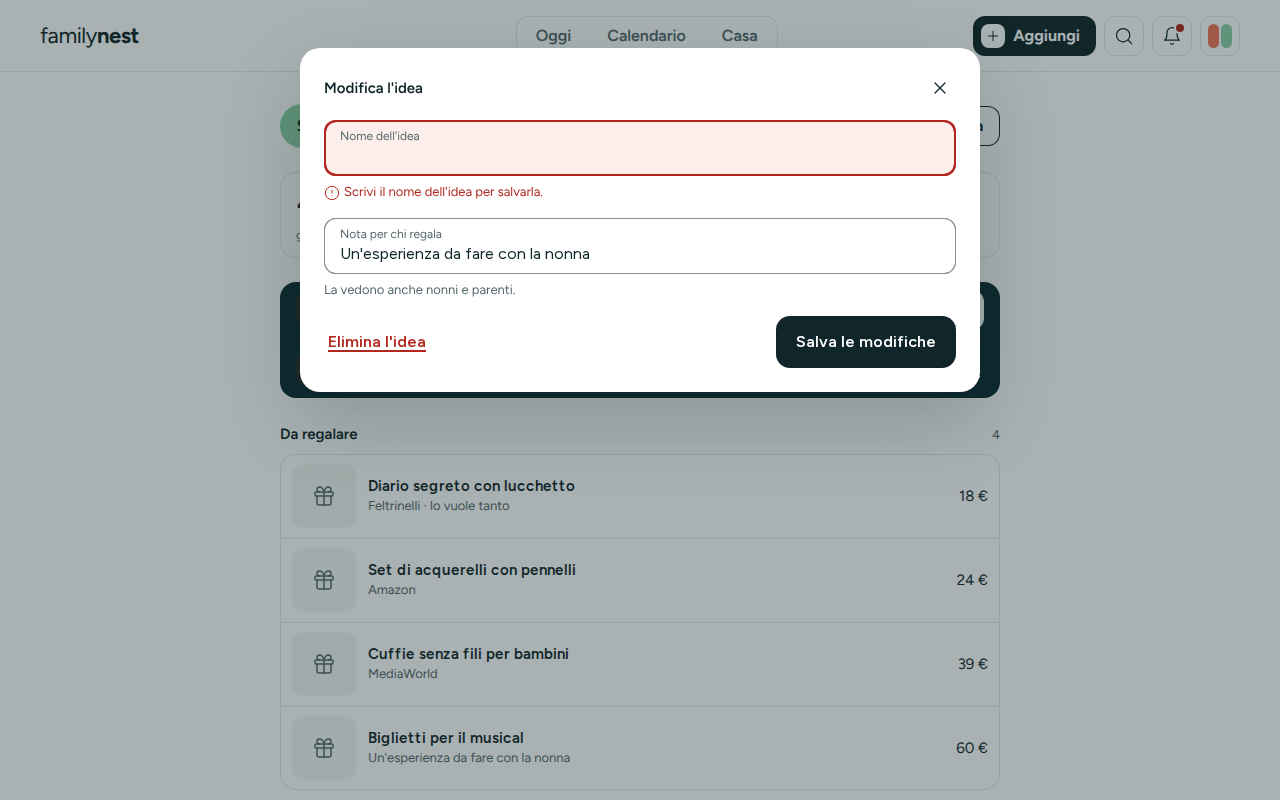 familynest
Oggi
Calendario
Casa
Aggiungi
Modifica l'idea
Nome dell'idea
Scrivi il nome dell'idea per salvarla.
Nota per chi regala
Un'esperienza da fare con la nonna
La vedono anche nonni e parenti.
Elimina l'idea
Salva le modifiche
Da regalare
4
Diario segreto con lucchetto
Feltrinelli · lo vuole tanto
18 €
Set di acquerelli con pennelli
Amazon
24 €
Cuffie senza fili per bambini
MediaWorld
39 €
Biglietti per il musical
Un'esperienza da fare con la nonna
60 €